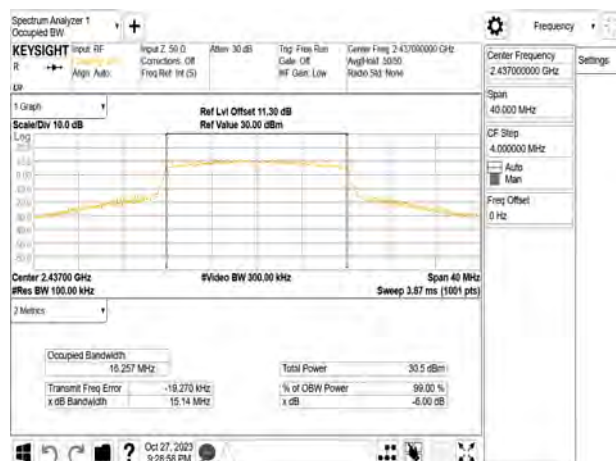 Spectrum Analyzer 1
Occupied BW
Frequency
KEYSIGHT
Input: RF
Input Z: 50 Ω
Atten: 30 dB
Trig: Free Run
Center Freq: 2.437000000 GHz
R
Corrections: Off
Gate: Off
Avg|Hold: 50/50
Align: Auto
Freq Ref: Int (S)
#IF Gain: Low
Radio Std: None
Center Frequency
2.437000000 GHz
Settings
Span
40.000 MHz
CF Step
4.000000 MHz
Auto
Man
Freq Offset
0 Hz
1 Graph
Ref Lvl Offset 11.30 dB
Scale/Div 10.0 dB
Ref Value 30.00 dBm
Log
Center 2.43700 GHz
#Video BW 300.00 kHz
Span 40 MHz
#Res BW 100.00 kHz
Sweep 3.87 ms (1001 pts)
2 Metrics
Occupied Bandwidth
16.257 MHz
Total Power
30.5 dBm
Transmit Freq Error
-19.270 kHz
% of OBW Power
99.00 %
x dB Bandwidth
15.14 MHz
x dB
-6.00 dB
?
Oct 27, 2023
9:28:58 PM